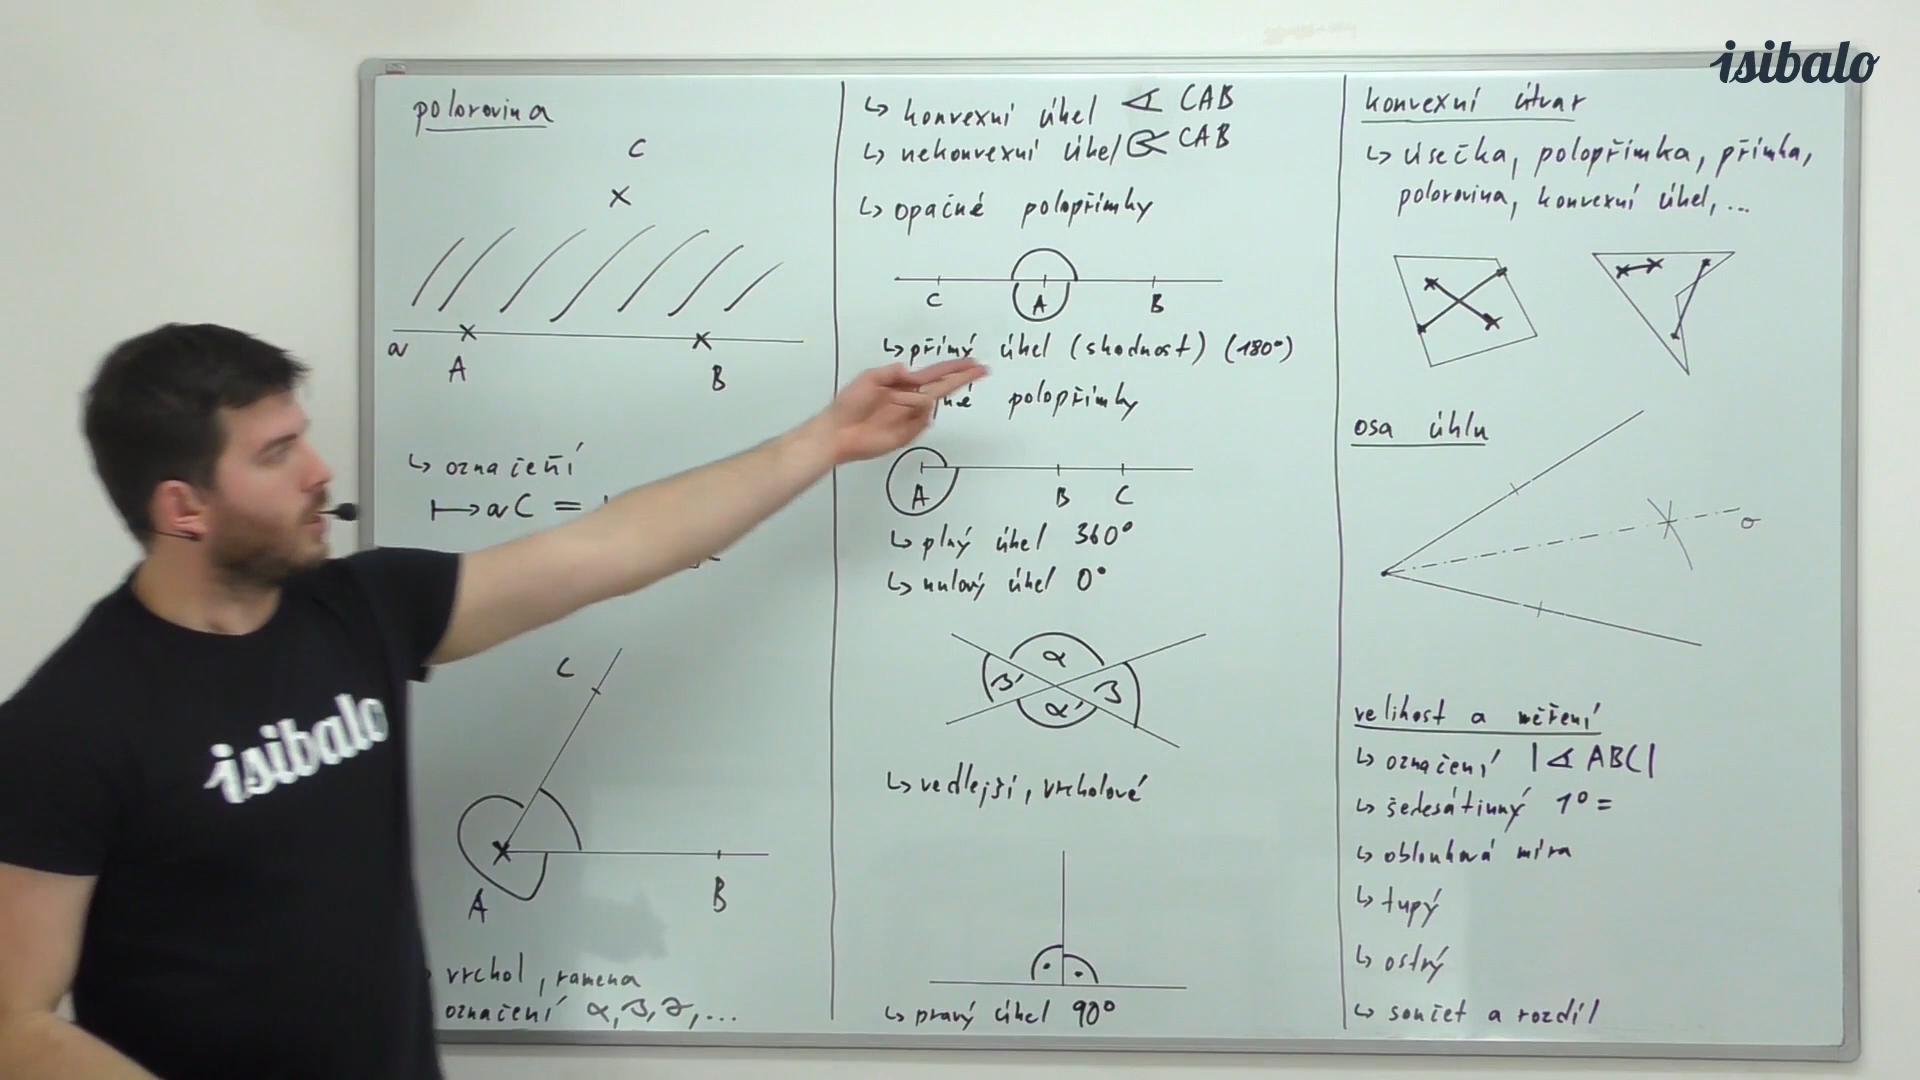 isibalo
polorovina
C
a
A
B
↳ označení
↦ aC =
C
A
B
vrchol, ramena
označení α, β, γ, ...
↳ konvexní úhel ∢ CAB
↳ nekonvexní úhel CAB
↳ opačné polopřímky
C A B
↳ přímý úhel (shodnost) (180°)
polopřímky
A B C
↳ plný úhel 360°
↳ nulový úhel 0°
α
β' β
α'
↳ vedlejší, vrcholové
↳ pravý úhel 90°
konvexní útvar
↳ úsečka, polopřímka, přímka,
polorovina, konvexní úhel, ...
osa úhlu
o
velikost a měření
↳ označení |∢ ABC|
↳ šedesátinný 1° =
↳ oblouková míra
↳ tupý
↳ ostrý
↳ součet a rozdíl
isibalo